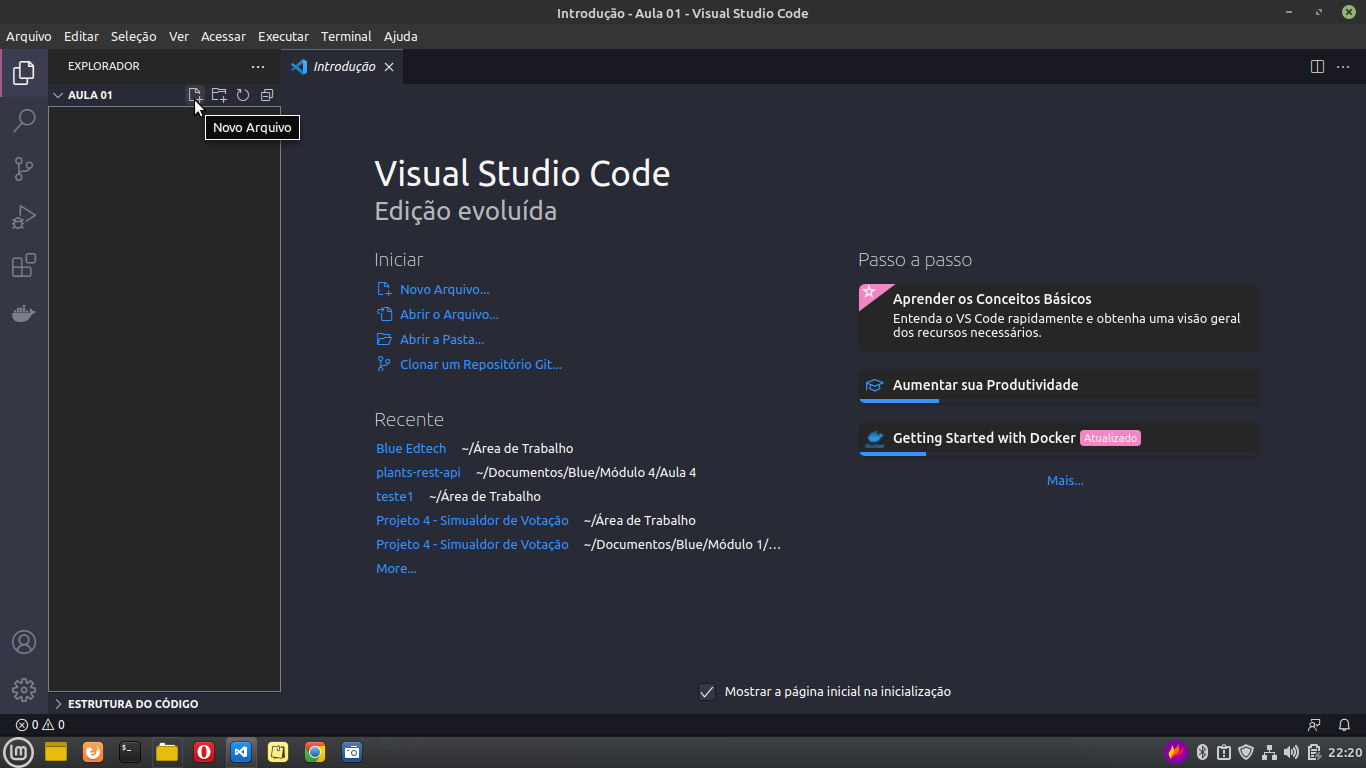 Introdução - Aula 01 - Visual Studio Code
Arquivo Editar Seleção Ver Acessar Executar Terminal Ajuda
EXPLORADOR
Introdução
AULA 01
Novo Arquivo
Visual Studio Code
Edição evoluída
Iniciar
Novo Arquivo...
Abrir o Arquivo...
Abrir a Pasta...
Clonar um Repositório Git...
Recente
Blue Edtech ~/Área de Trabalho
plants-rest-api ~/Documentos/Blue/Módulo 4/Aula 4
teste1 ~/Área de Trabalho
Projeto 4 - Simualdor de Votação ~/Área de Trabalho
Projeto 4 - Simualdor de Votação ~/Documentos/Blue/Módulo 1/...
More...
Passo a passo
Aprender os Conceitos Básicos
Entenda o VS Code rapidamente e obtenha uma visão geral
dos recursos necessários.
Aumentar sua Produtividade
Getting Started with Docker Atualizado
Mais...
Mostrar a página inicial na inicialização
ESTRUTURA DO CÓDIGO
0 0
22:20